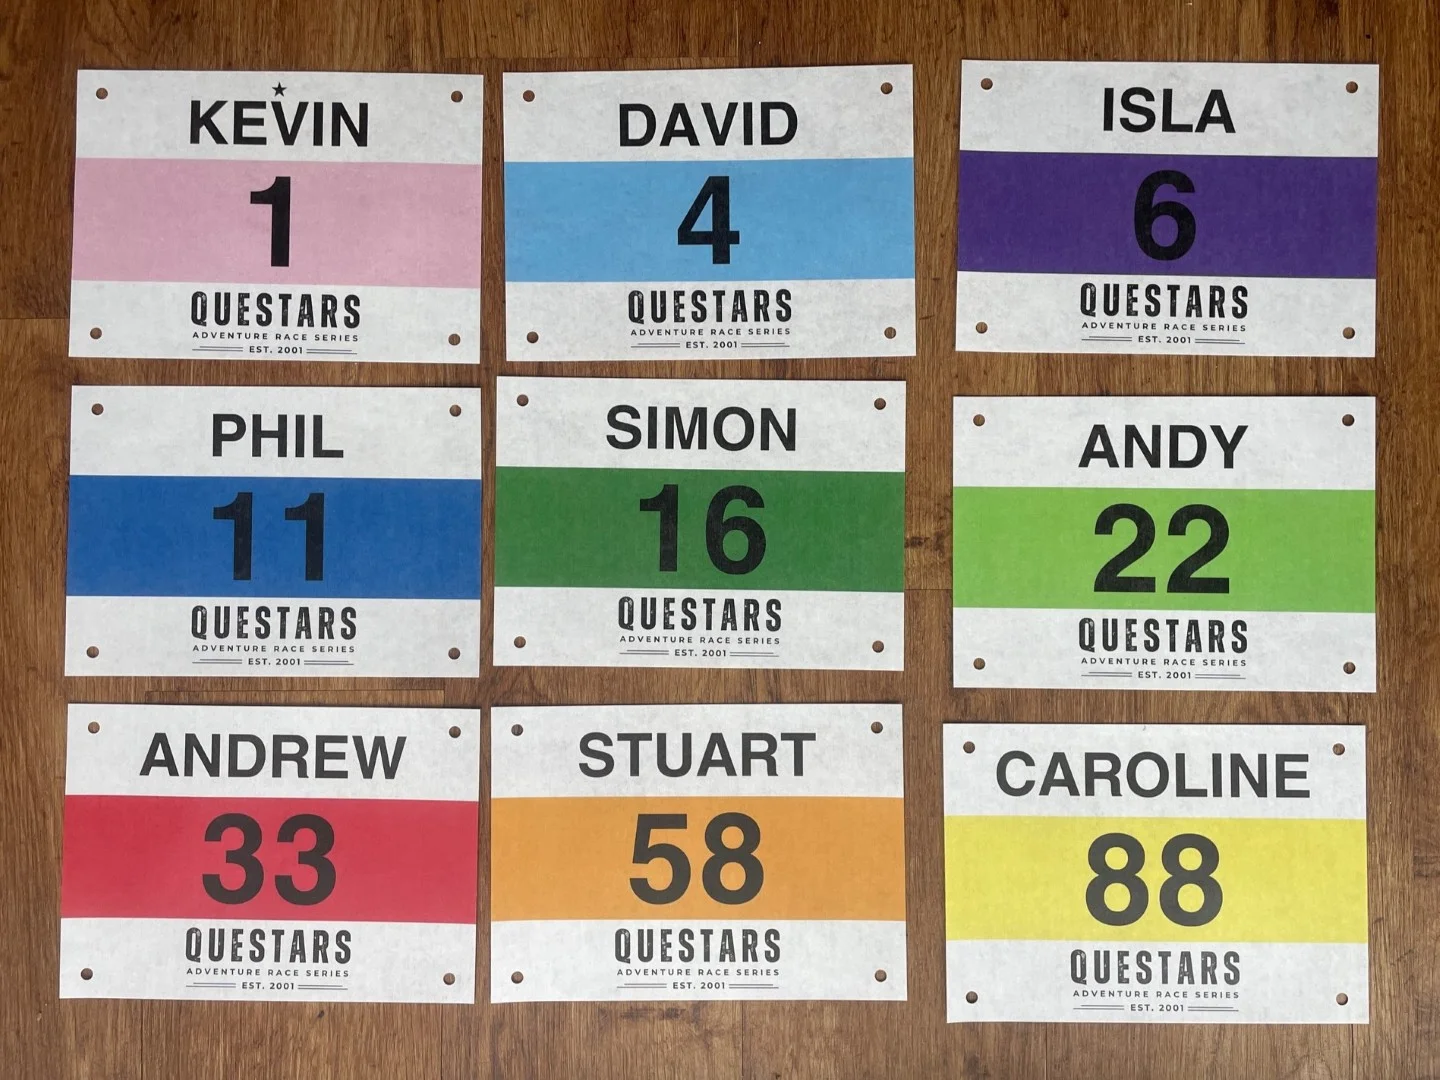 KEVIN
1
QUESTARS
ADVENTURE RACE SERIES
EST. 2001
DAVID
4
QUESTARS
ADVENTURE RACE SERIES
EST. 2001
ISLA
6
QUESTARS
ADVENTURE RACE SERIES
EST. 2001
PHIL
11
QUESTARS
ADVENTURE RACE SERIES
EST. 2001
SIMON
16
QUESTARS
ADVENTURE RACE SERIES
EST. 2001
ANDY
22
QUESTARS
ADVENTURE RACE SERIES
EST. 2001
ANDREW
33
QUESTARS
ADVENTURE RACE SERIES
EST. 2001
STUART
58
QUESTARS
ADVENTURE RACE SERIES
EST. 2001
CAROLINE
88
QUESTARS
ADVENTURE RACE SERIES
EST. 2001